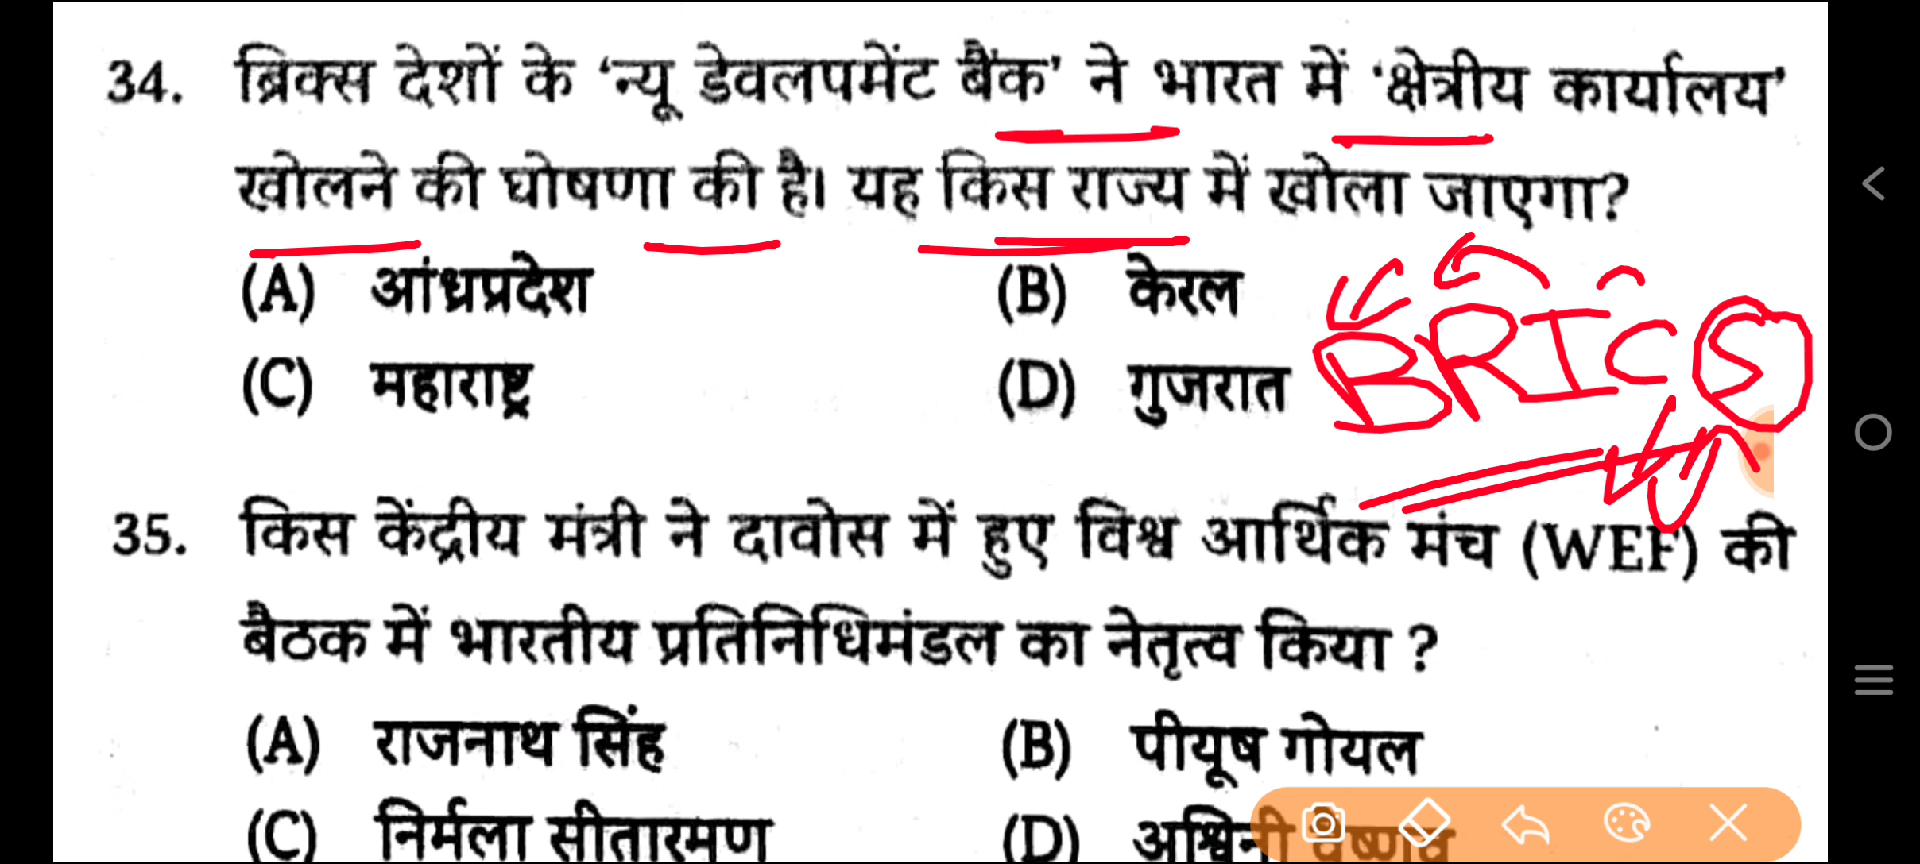 34. ब्रिक्स देशों के ‘न्यू डेवलपमेंट बैंक’ ने भारत में ‘क्षेत्रीय कार्यालय’
खोलने की घोषणा की है। यह किस राज्य में खोला जाएगा?
(A) आंध्रप्रदेश (B) केरल
BRICS
(C) महाराष्ट्र (D) गुजरात
35. किस केंद्रीय मंत्री ने दावोस में हुए विश्व आर्थिक मंच (WEF) की
बैठक में भारतीय प्रतिनिधिमंडल का नेतृत्व किया ?
(A) राजनाथ सिंह (B) पीयूष गोयल
(C) निर्मला सीतारमण (D) अश्विनी वैष्णव